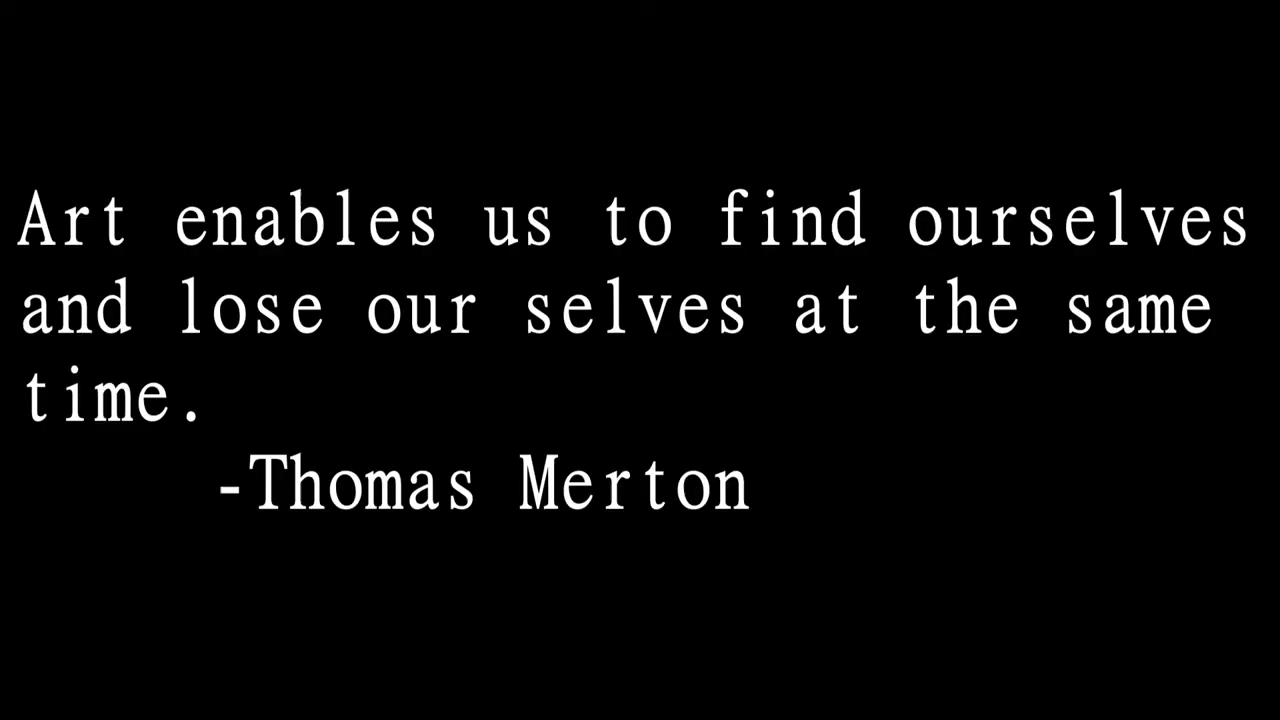 Art enables us to find ourselves
and lose our selves at the same
time.
-Thomas Merton